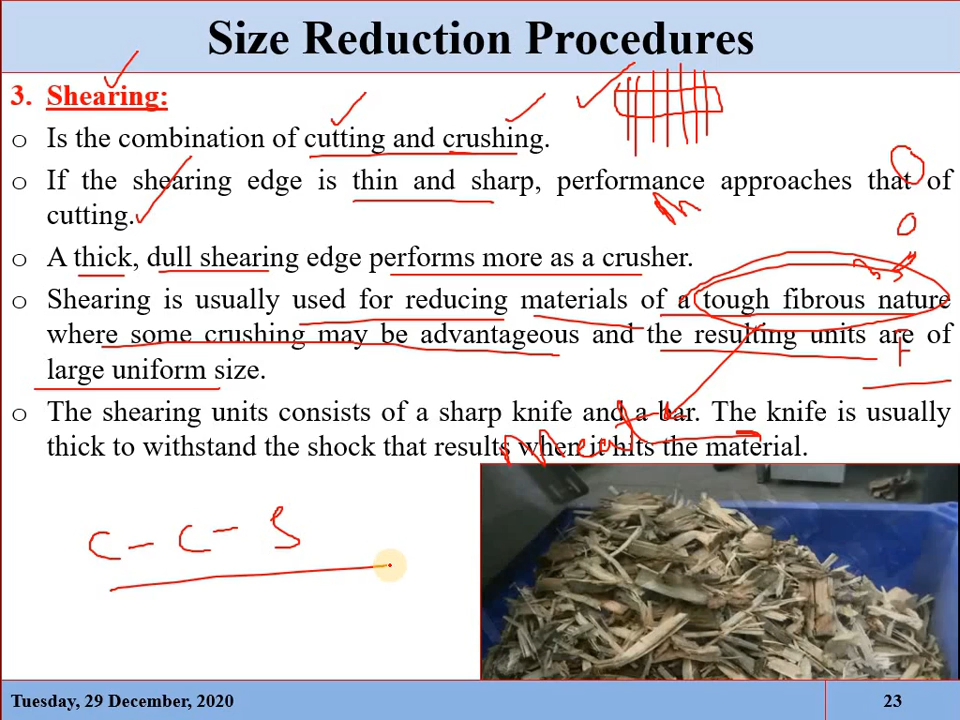 Size Reduction Procedures
3. Shearing:
o Is the combination of cutting and crushing.
o If the shearing edge is thin and sharp, performance approaches that of
cutting.
o A thick, dull shearing edge performs more as a crusher.
o Shearing is usually used for reducing materials of a tough fibrous nature
where some crushing may be advantageous and the resulting units are of
large uniform size.
o The shearing units consists of a sharp knife and a bar. The knife is usually
thick to withstand the shock that results when it hits the material.
Meat
C - C - S
Tuesday, 29 December, 2020
23